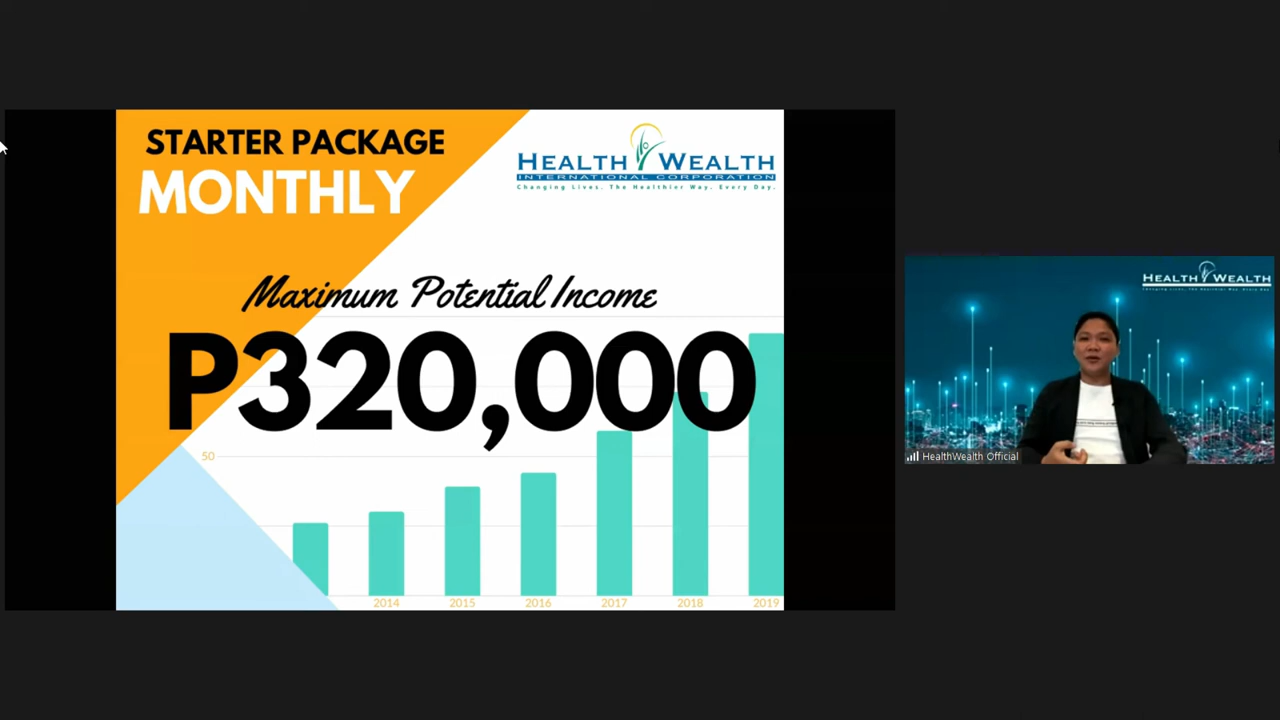 STARTER PACKAGE
MONTHLY
HEALTH WEALTH
INTERNATIONAL CORPORATION
Changing Lives. The Healthier Way. Every Day.
Maximum Potential Income
P320,000
50
2014
2015
2016
2017
2018
2019
HEALTH WEALTH
HealthWealth Official